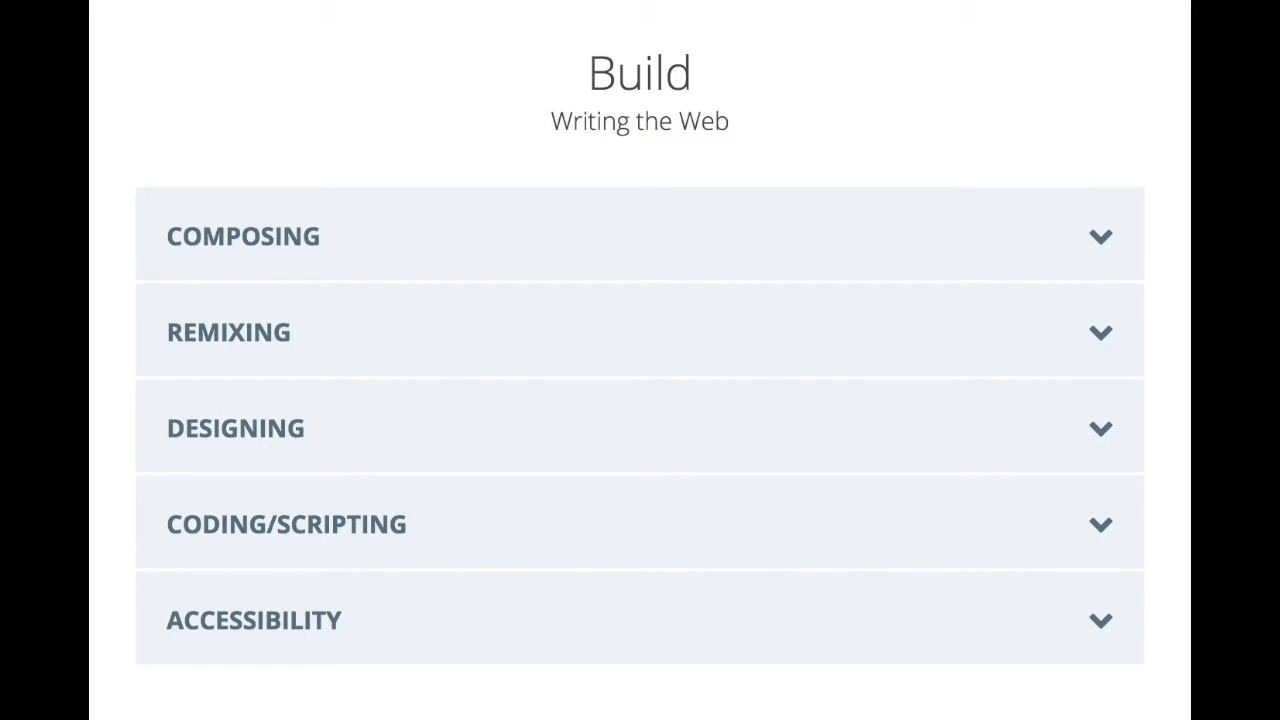 Build
Writing the Web
COMPOSING
REMIXING
DESIGNING
CODING/SCRIPTING
ACCESSIBILITY